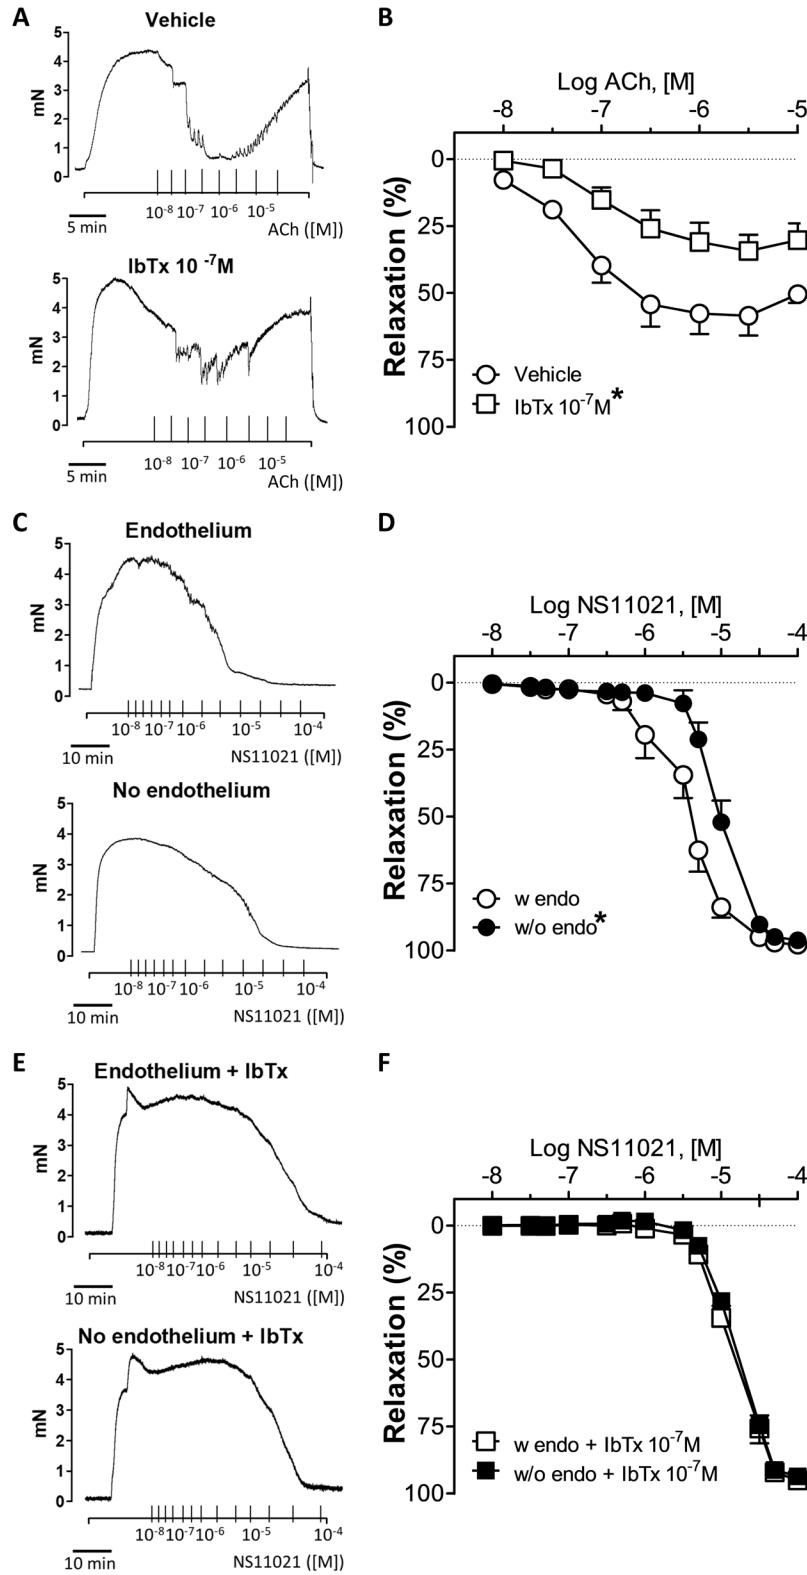 A
Vehicle
5
4
3
2
1
0
mN
10⁻⁸ 10⁻⁷ 10⁻⁶ 10⁻⁵
5 min
ACh ([M])
IbTx 10 ⁻⁷M
5
4
3
2
1
0
mN
10⁻⁸ 10⁻⁷ 10⁻⁶ 10⁻⁵
5 min
ACh ([M])
B
Log ACh, [M]
-8 -7 -6 -5
0
25
50
75
100
Relaxation (%)
Vehicle
IbTx 10⁻⁷M*
C
Endothelium
5
4
3
2
1
0
mN
10⁻⁸ 10⁻⁷ 10⁻⁶ 10⁻⁵ 10⁻⁴
10 min
NS11021 ([M])
No endothelium
5
4
3
2
1
0
mN
10⁻⁸ 10⁻⁷ 10⁻⁶ 10⁻⁵ 10⁻⁴
10 min
NS11021 ([M])
D
Log NS11021, [M]
-8 -7 -6 -5 -4
0
25
50
75
100
Relaxation (%)
w endo
w/o endo*
E
Endothelium + IbTx
5
4
3
2
1
0
mN
10⁻⁸10⁻⁷10⁻⁶ 10⁻⁵ 10⁻⁴
10 min
NS11021 ([M])
No endothelium + IbTx
5
4
3
2
1
0
mN
10⁻⁸10⁻⁷10⁻⁶ 10⁻⁵ 10⁻⁴
10 min
NS11021 ([M])
F
Log NS11021, [M]
-8 -7 -6 -5 -4
0
25
50
75
100
Relaxation (%)
w endo + IbTx 10⁻⁷M
w/o endo + IbTx 10⁻⁷M